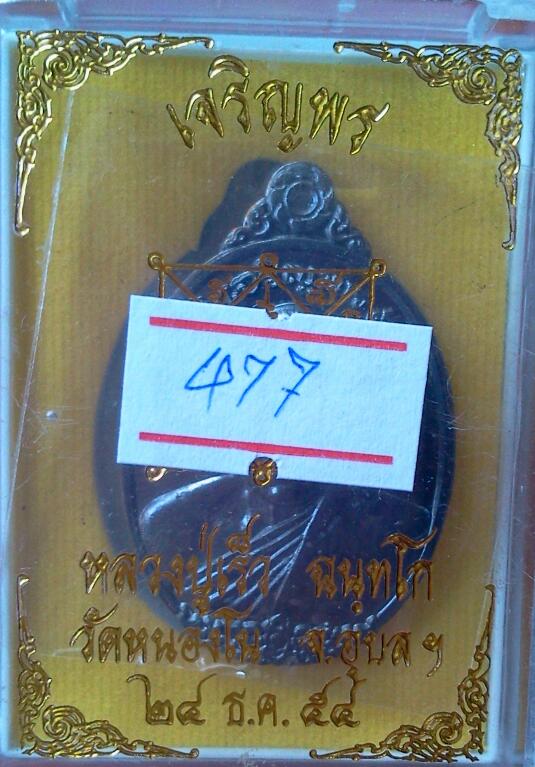 เจริญพร
477
หลวงปู่เร็ว ฉนฺทโก
วัดหนองโน จ.อุบลฯ
๒๔ ธ.ค. ๕๔